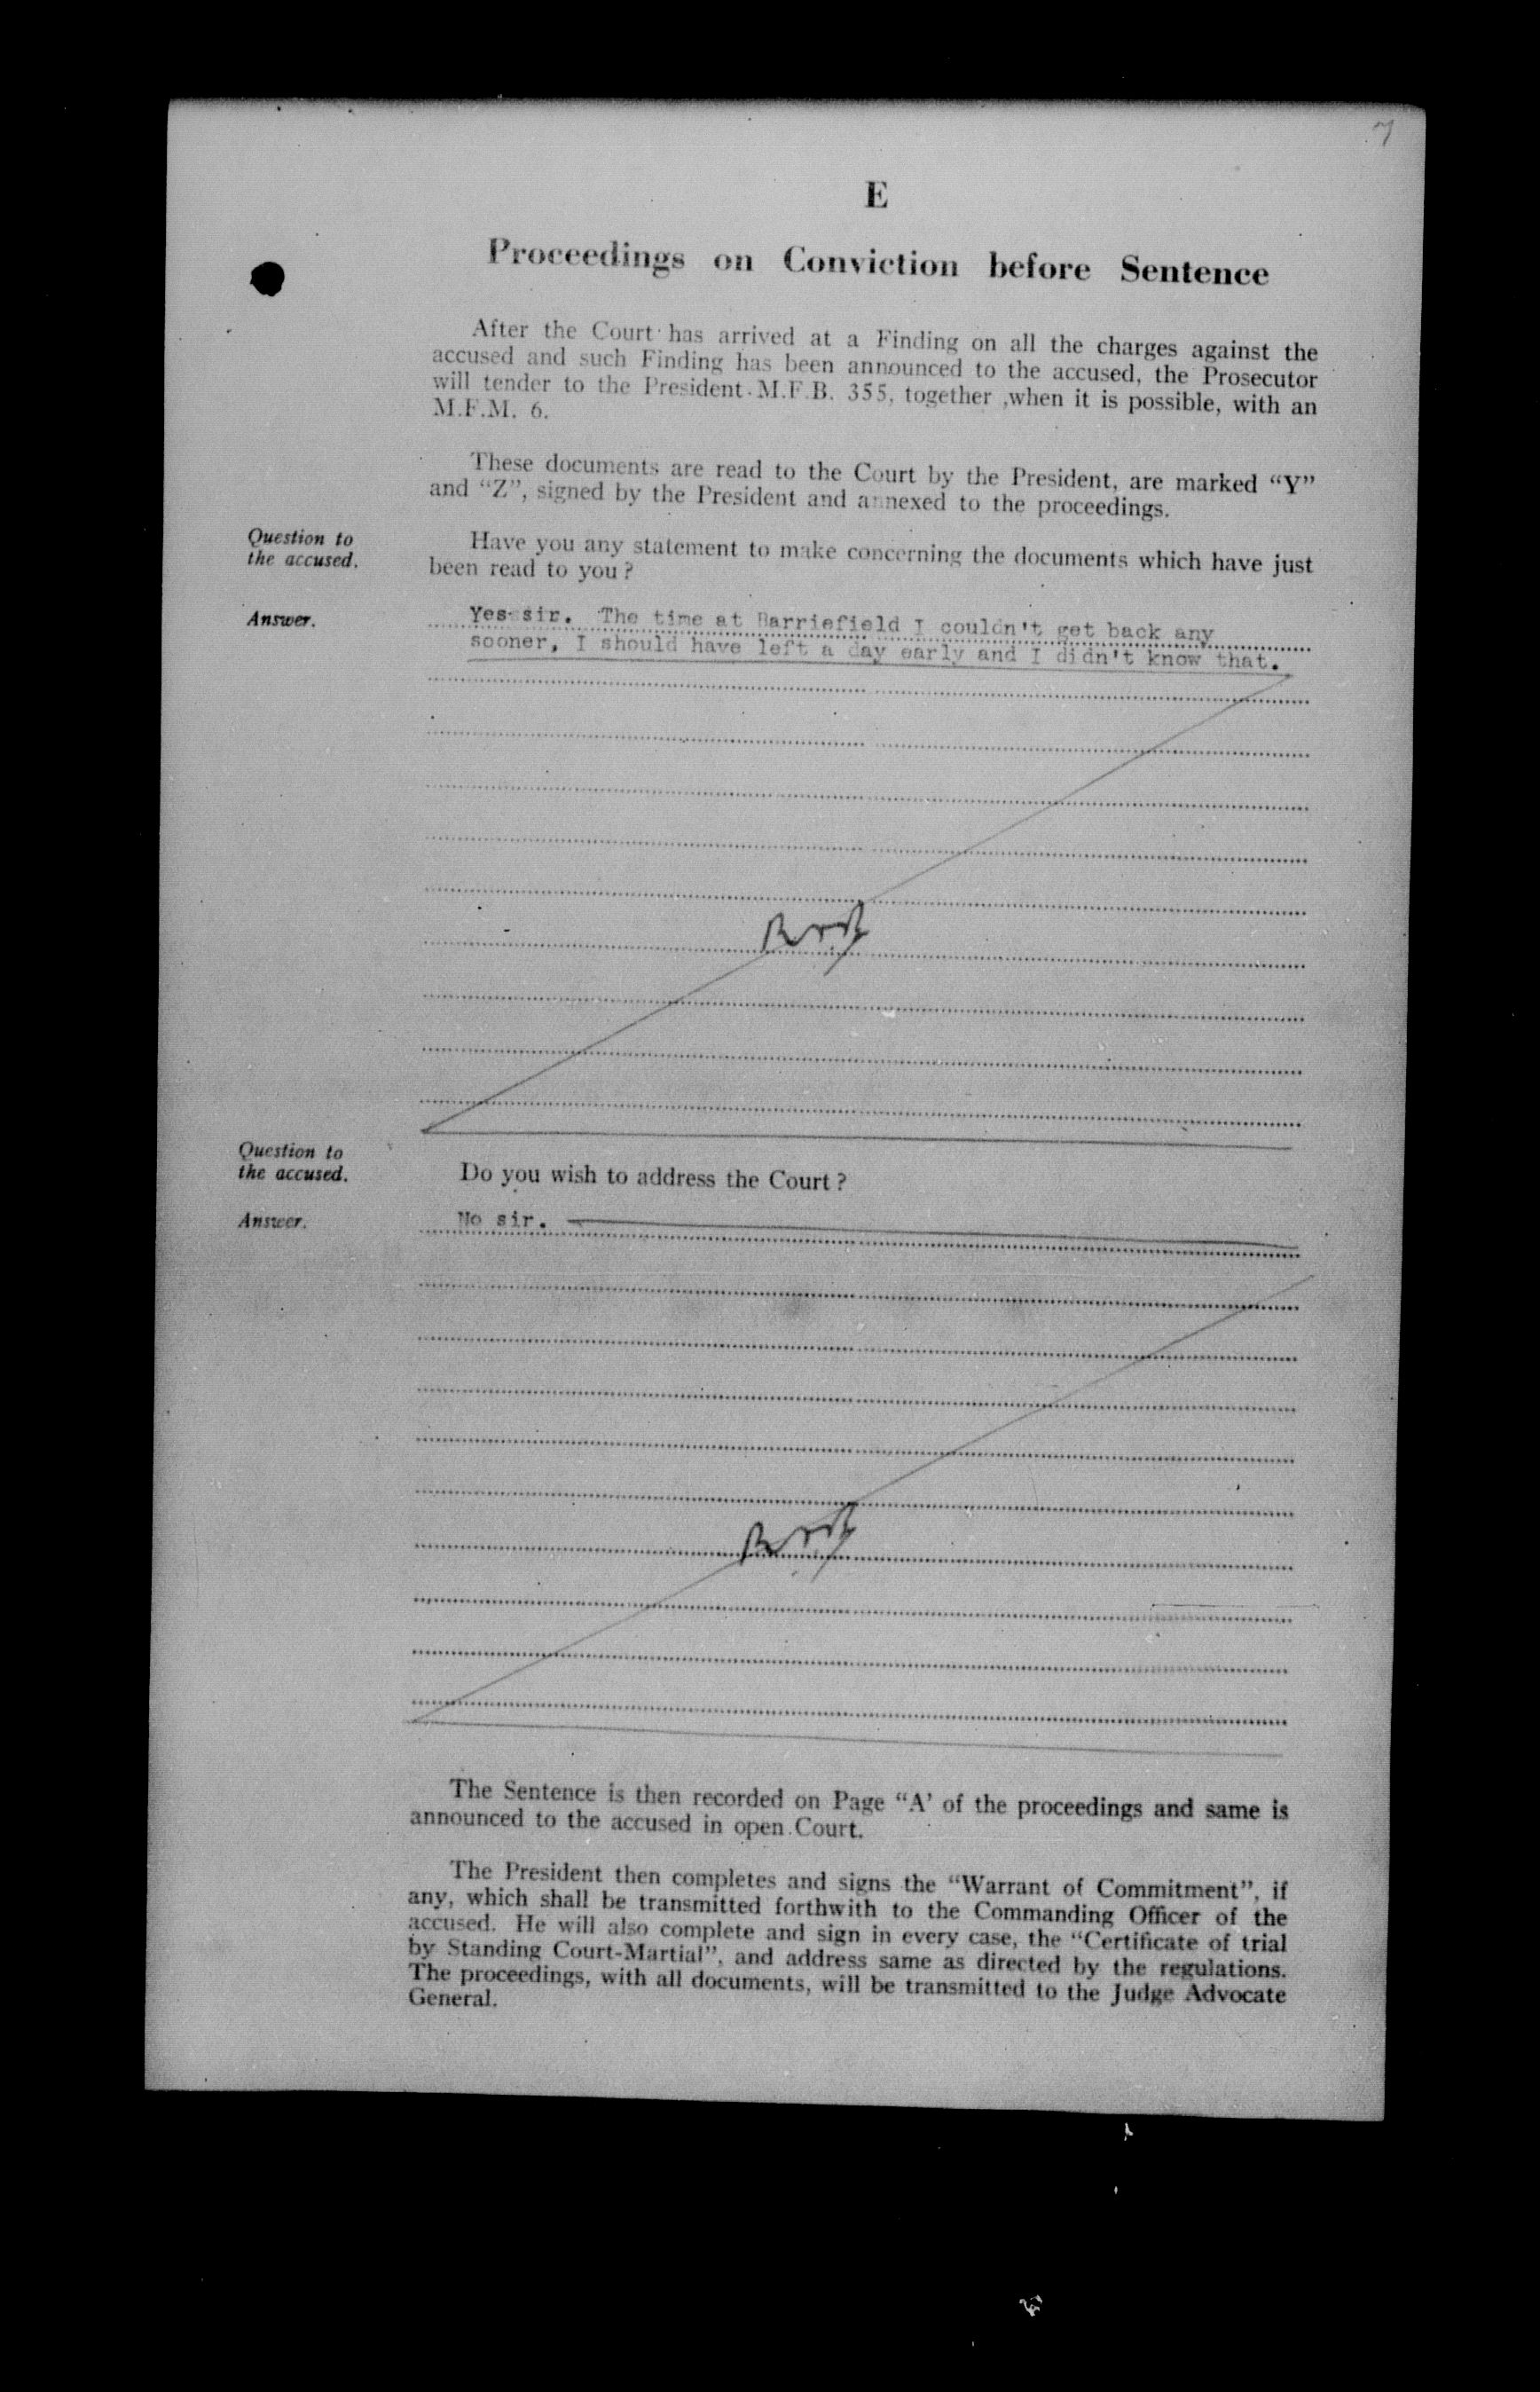 7
E
Proceedings on Conviction before Sentence
After the Court has arrived at a Finding on all the charges against the
accused and such Finding has been announced to the accused, the Prosecutor
will tender to the President M.F.B. 355, together ,when it is possible, with an
M.F.M. 6.
These documents are read to the Court by the President, are marked “Y”
and “Z”, signed by the President and annexed to the proceedings.
Question to
the accused.
Have you any statement to make concerning the documents which have just
been read to you?
Answer.
Yes sir. The time at Barriefield I couldn't get back any
sooner, I should have left a day early and I didn't know that.
Question to
the accused.
Do you wish to address the Court?
Answer.
No sir.
The Sentence is then recorded on Page “A’ of the proceedings and same is
announced to the accused in open Court.
The President then completes and signs the “Warrant of Commitment”, if
any, which shall be transmitted forthwith to the Commanding Officer of the
accused. He will also complete and sign in every case, the “Certificate of trial
by Standing Court-Martial”, and address same as directed by the regulations.
The proceedings, with all documents, will be transmitted to the Judge Advocate
General.